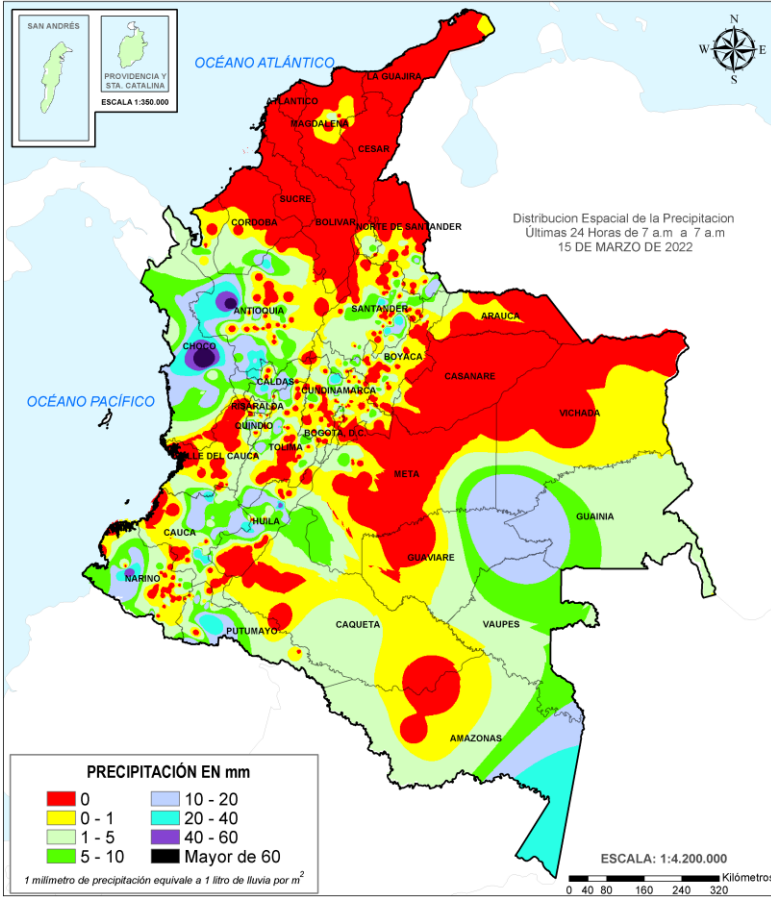 SAN ANDRÉS
PROVIDENCIA Y
STA. CATALINA
ESCALA 1:350.000
OCÉANO ATLÁNTICO
N
W
E
S
LA GUAJIRA
ATLANTICO
MAGDALENA
CESAR
SUCRE
CORDOBA
BOLIVAR
NORTE DE SANTANDER
Distribucion Espacial de la Precipitacion
Últimas 24 Horas de 7 a.m a 7 a.m
15 DE MARZO DE 2022
ANTIOQUIA
SANTANDER
ARAUCA
CHOCO
BOYACA
CASANARE
CALDAS
CUNDINAMARCA
OCÉANO PACÍFICO
RISARALDA
VICHADA
QUINDIO
BOGOTA, D.C.
TOLIMA
VALLE DEL CAUCA
META
GUAINIA
HUILA
CAUCA
GUAVIARE
NARIÑO
PUTUMAYO
CAQUETA
VAUPES
AMAZONAS
PRECIPITACIÓN EN mm
0
10 - 20
0 - 1
20 - 40
1 - 5
40 - 60
5 - 10
Mayor de 60
1 milímetro de precipitación equivale a 1 litro de lluvia por m²
ESCALA: 1:4.200.000
Kilómetros
0 40 80 160 240 320